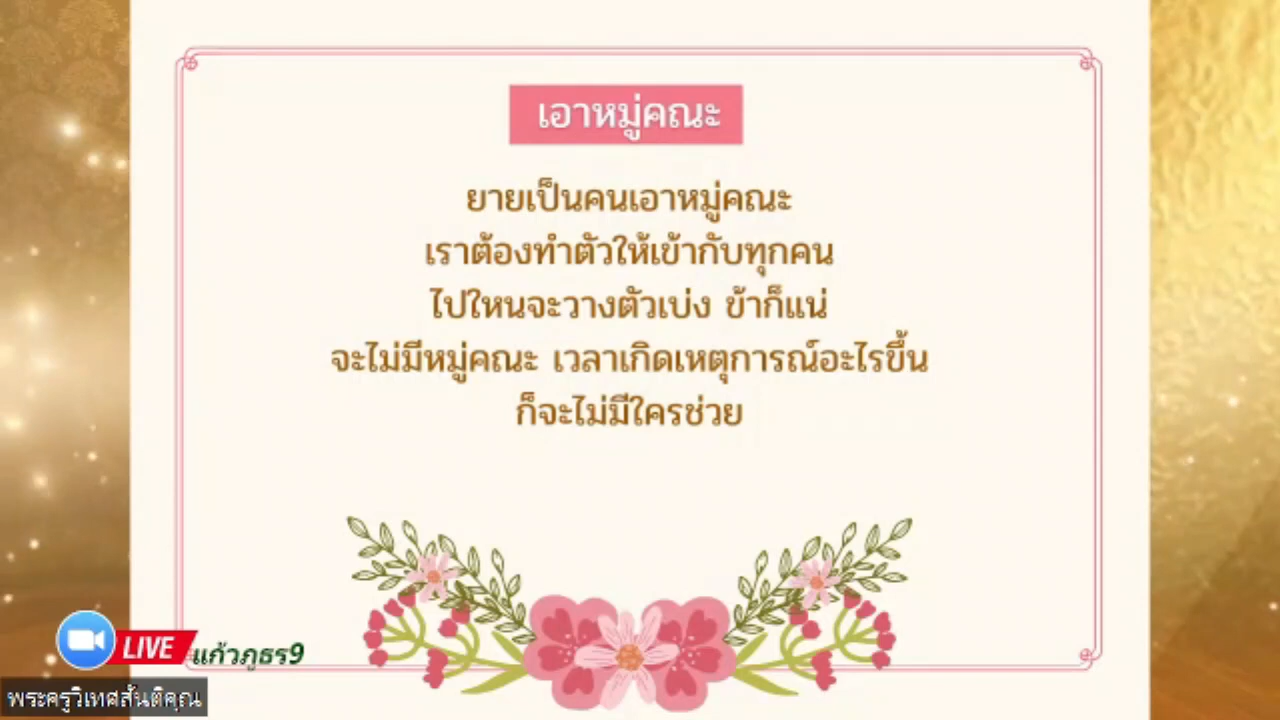 เอาหมู่คณะ
ยายเป็นคนเอาหมู่คณะ
เราต้องทำตัวให้เข้ากับทุกคน
ไปใหนจะวางตัวเบ่ง ข้าก็แน่
จะไม่มีหมู่คณะ เวลาเกิดเหตุการณ์อะไรขึ้น
ก็จะไม่มีใครช่วย
LIVE แก้วภูธร9
พระครูวิเทศสันติคุณ